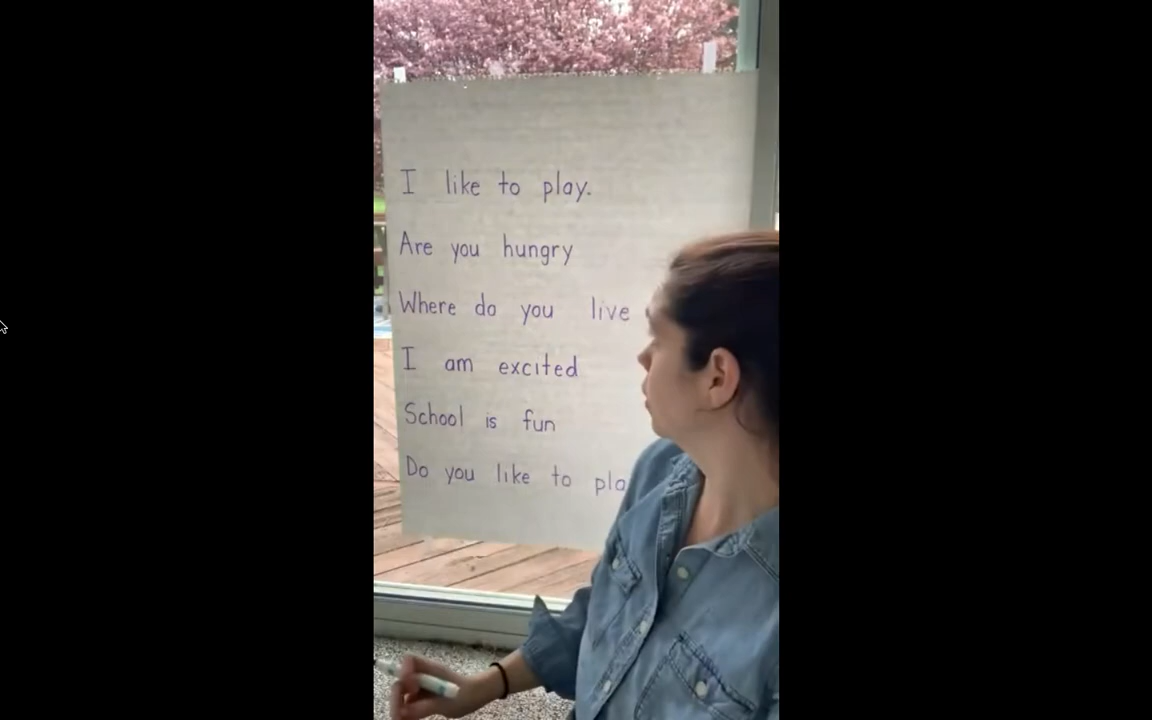 I like to play.
Are you hungry
Where do you live
I am excited
School is fun
Do you like to